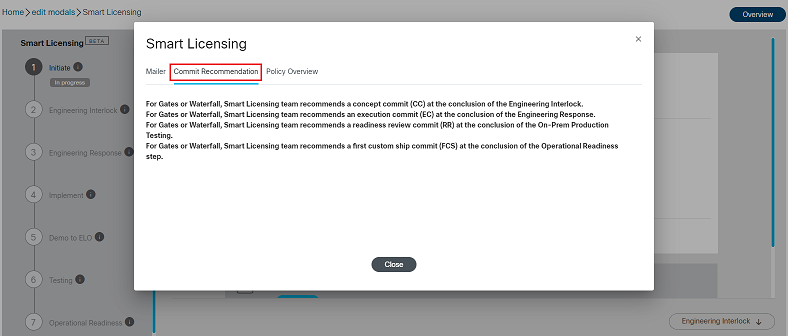 Home > edit modals > Smart Licensing
Overview
Smart Licensing BETA
1 Initiate
In progress
2 Engineering Interlock
3 Engineering Response
4 Implement
5 Demo to ELO
6 Testing
7 Operational Readiness
Smart Licensing
×
Mailer Commit Recommendation Policy Overview
For Gates or Waterfall, Smart Licensing team recommends a concept commit (CC) at the conclusion of the Engineering Interlock.
For Gates or Waterfall, Smart Licensing team recommends an execution commit (EC) at the conclusion of the Engineering Response.
For Gates or Waterfall, Smart Licensing team recommends a readiness review commit (RR) at the conclusion of the On-Prem Production
Testing.
For Gates or Waterfall, Smart Licensing team recommends a first custom ship commit (FCS) at the conclusion of the Operational Readiness
step.
Close
Engineering Interlock ↓